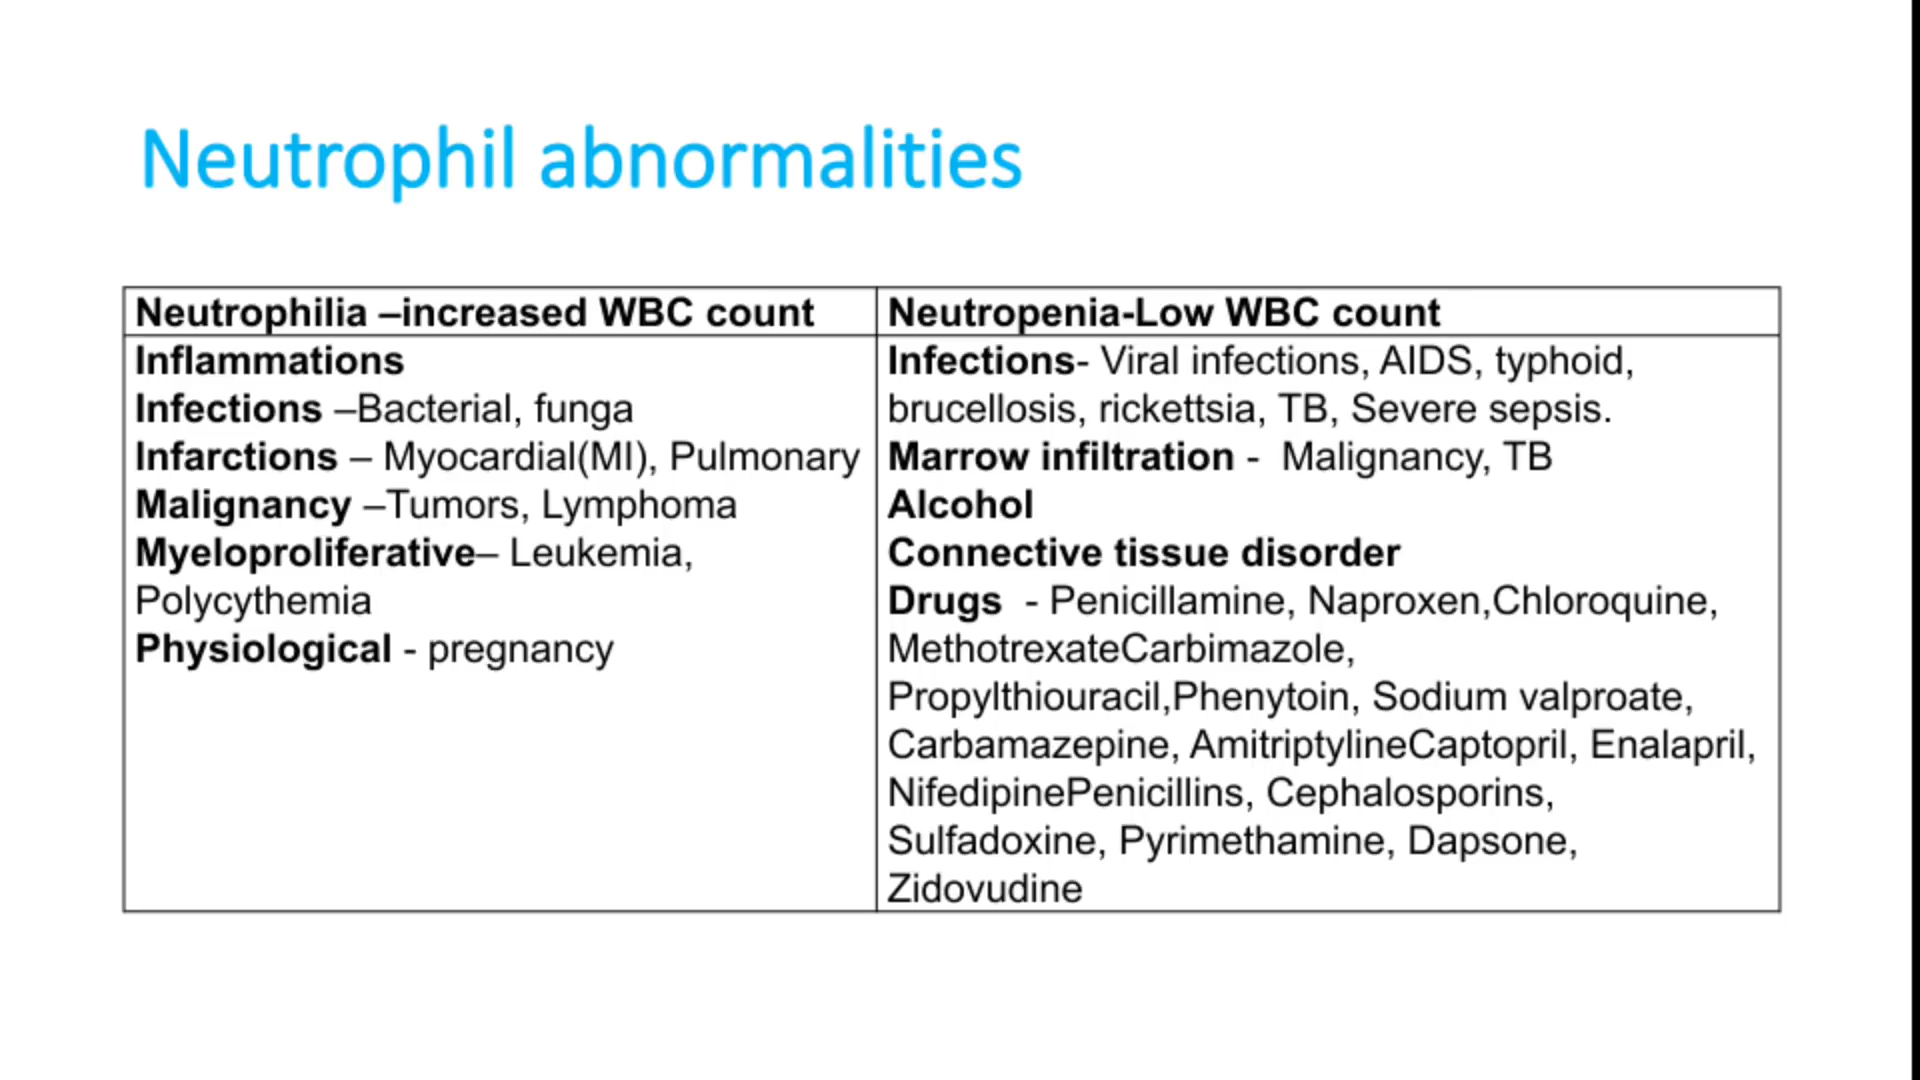 Neutrophil abnormalities
Neutrophilia –increased WBC count
Inflammations
Infections –Bacterial, funga
Infarctions – Myocardial(MI), Pulmonary
Malignancy –Tumors, Lymphoma
Myeloproliferative– Leukemia,
Polycythemia
Physiological - pregnancy
Neutropenia-Low WBC count
Infections- Viral infections, AIDS, typhoid,
brucellosis, rickettsia, TB, Severe sepsis.
Marrow infiltration -  Malignancy, TB
Alcohol
Connective tissue disorder
Drugs  - Penicillamine, Naproxen,Chloroquine,
MethotrexateCarbimazole,
Propylthiouracil,Phenytoin, Sodium valproate,
Carbamazepine, AmitriptylineCaptopril, Enalapril,
NifedipinePenicillins, Cephalosporins,
Sulfadoxine, Pyrimethamine, Dapsone,
Zidovudine